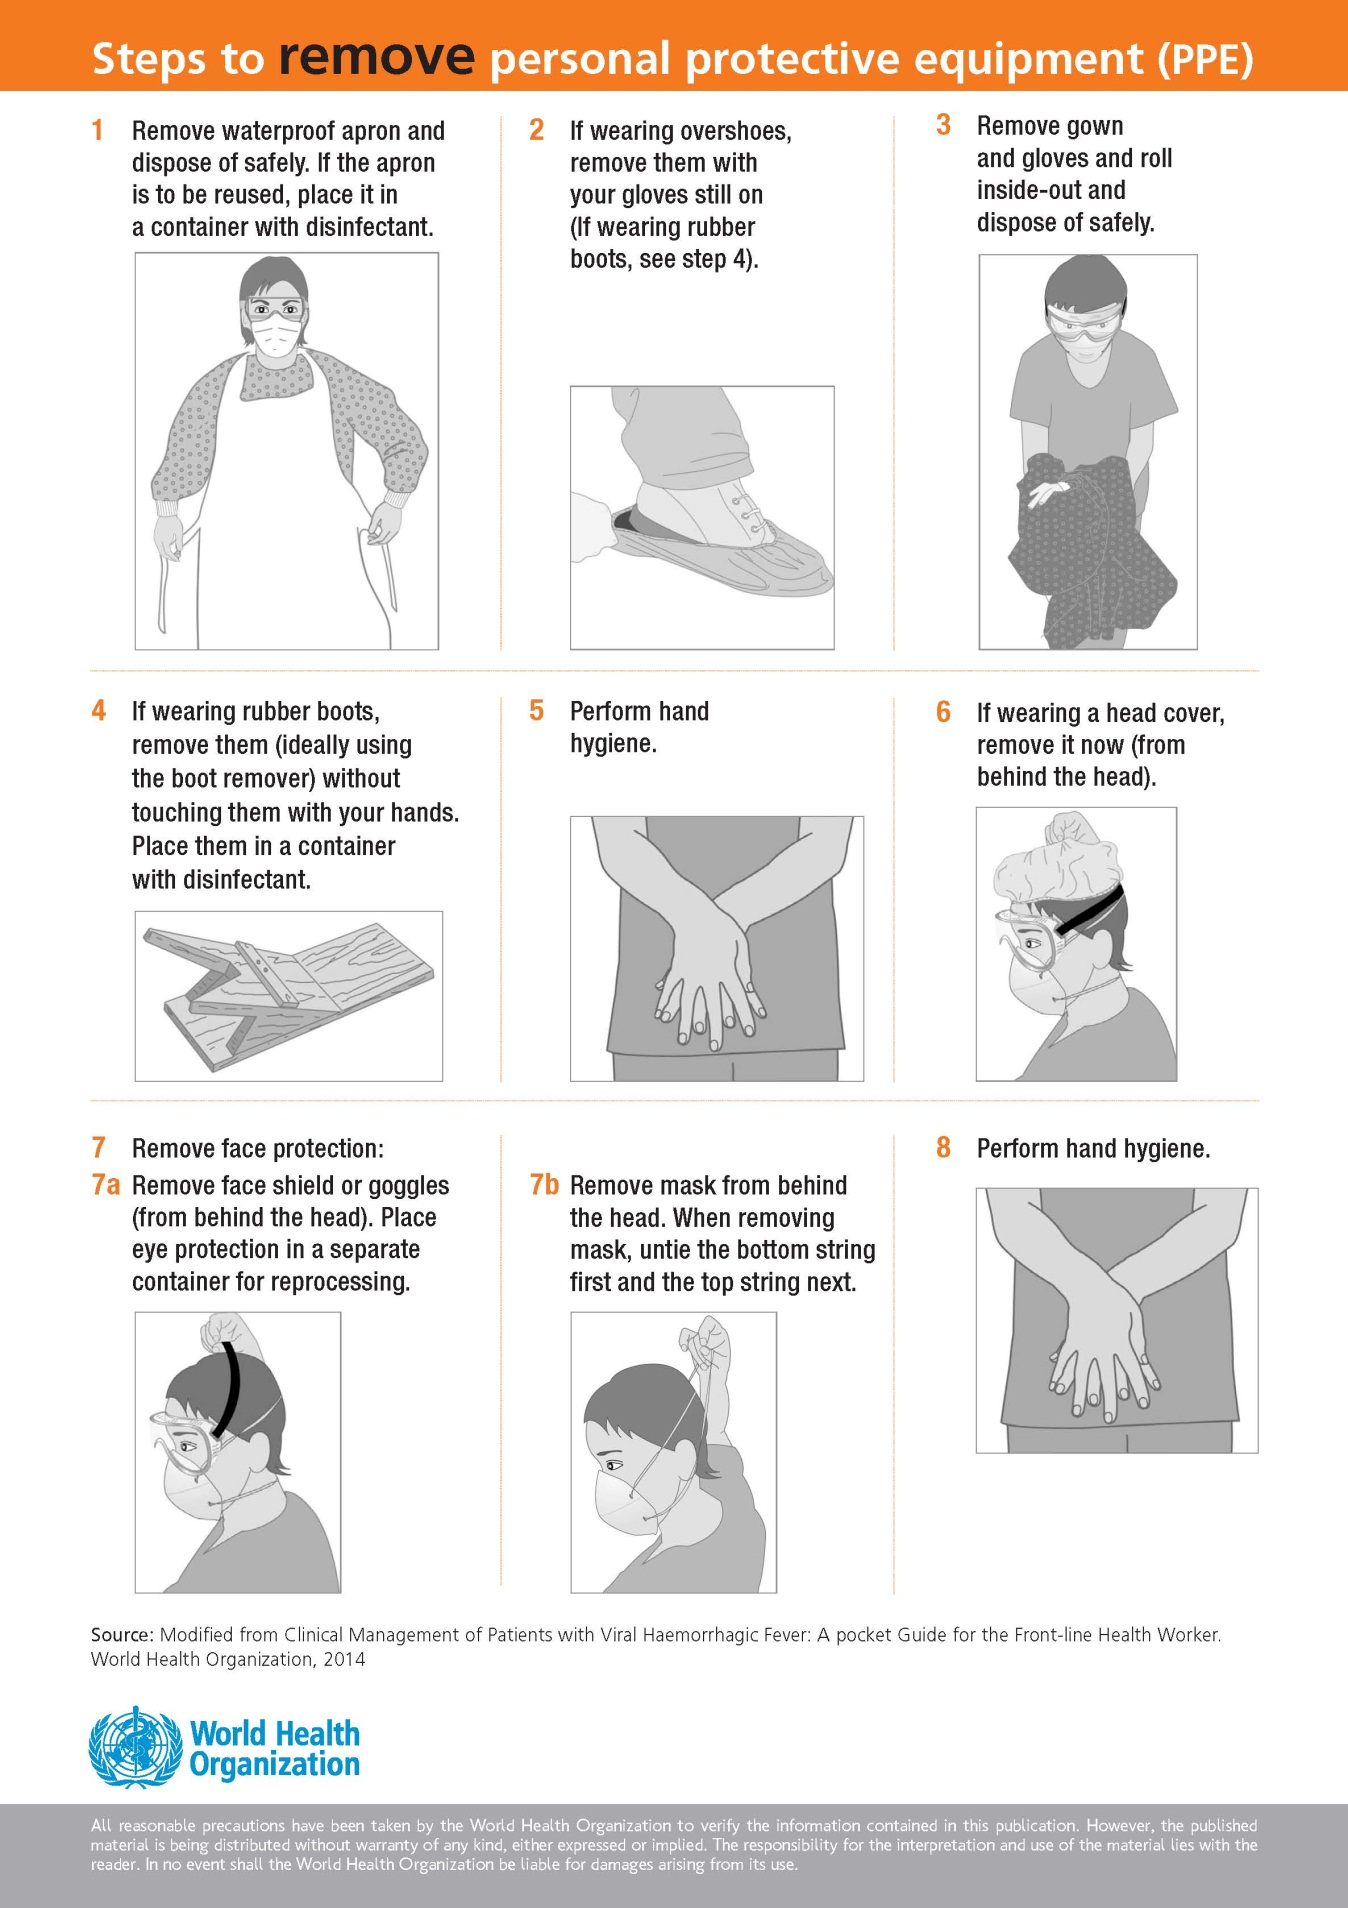 Steps to remove personal protective equipment (PPE)
1 Remove waterproof apron and
dispose of safely. If the apron
is to be reused, place it in
a container with disinfectant.
2 If wearing overshoes,
remove them with
your gloves still on
(If wearing rubber
boots, see step 4).
3 Remove gown
and gloves and roll
inside-out and
dispose of safely.
4 If wearing rubber boots,
remove them (ideally using
the boot remover) without
touching them with your hands.
Place them in a container
with disinfectant.
5 Perform hand
hygiene.
6 If wearing a head cover,
remove it now (from
behind the head).
7 Remove face protection:
7a Remove face shield or goggles
(from behind the head). Place
eye protection in a separate
container for reprocessing.
7b Remove mask from behind
the head. When removing
mask, untie the bottom string
first and the top string next.
8 Perform hand hygiene.
Source: Modified from Clinical Management of Patients with Viral Haemorrhagic Fever: A pocket Guide for the Front-line Health Worker.
World Health Organization, 2014
World Health
Organization
All reasonable precautions have been taken by the World Health Organization to verify the information contained in this publication. However, the published
material is being distributed without warranty of any kind, either expressed or implied. The responsibility for the interpretation and use of the material lies with the
reader. In no event shall the World Health Organization be liable for damages arising from its use.